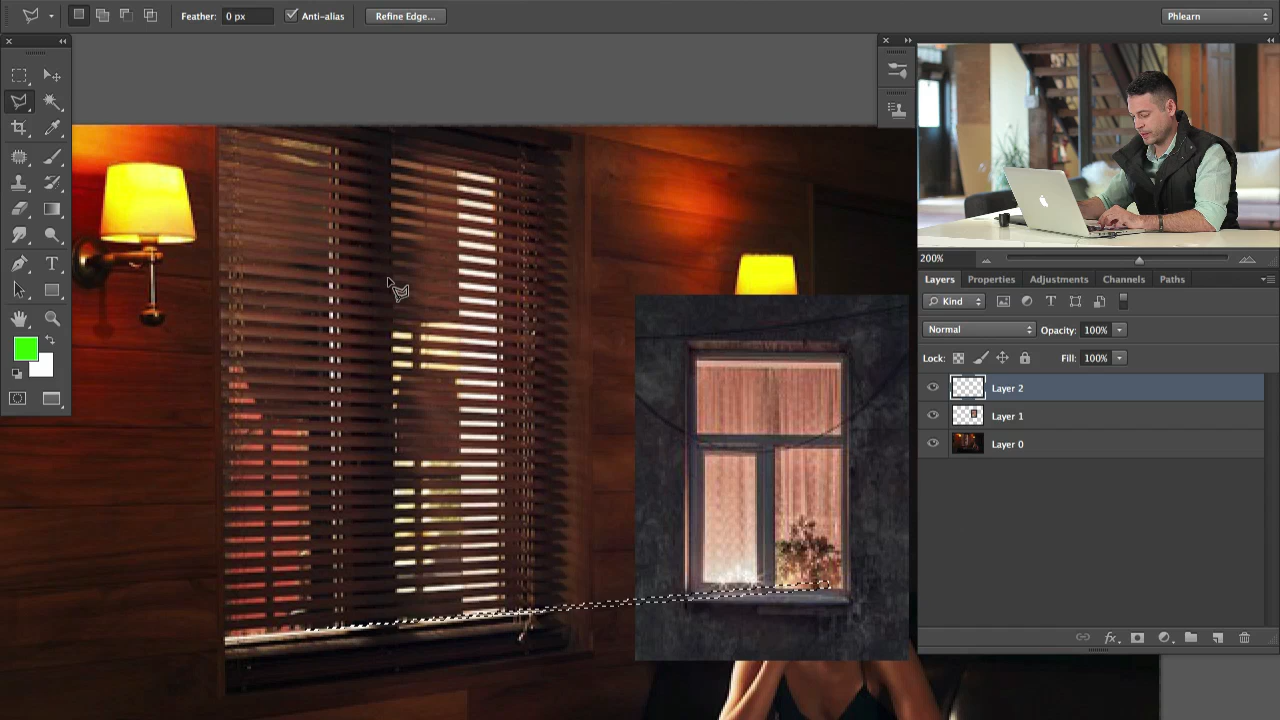 Feather: 0 px Anti-alias Refine Edge... Phlearn
200%
Layers Properties Adjustments Channels Paths
Kind
Normal Opacity: 100%
Lock: Fill: 100%
Layer 2
Layer 1
Layer 0
fx